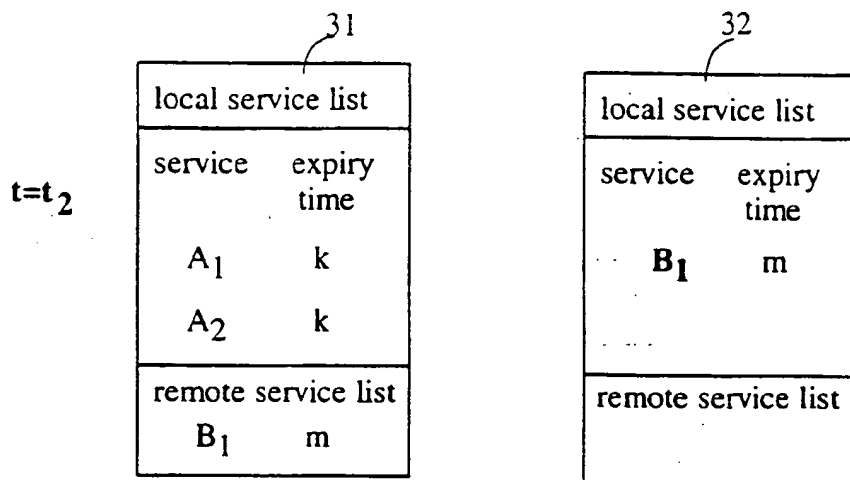 31
local service list
service expiry
time
A1 k
A2 k
remote service list
B1 m
t=t2
32
local service list
service expiry
time
B1 m
remote service list